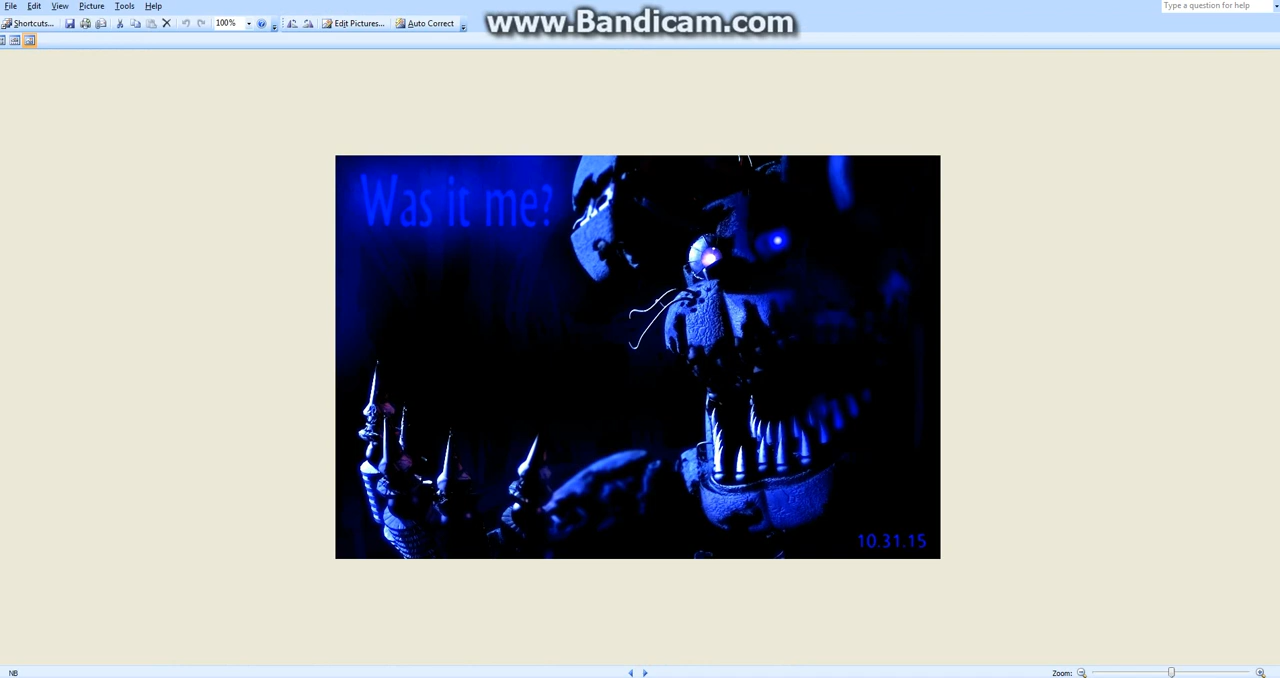 www.Bandicam.com
File Edit View Picture Tools Help
Type a question for help
Shortcuts... 100% Edit Pictures... Auto Correct
Was it me?
10.31.15
NB
Zoom: